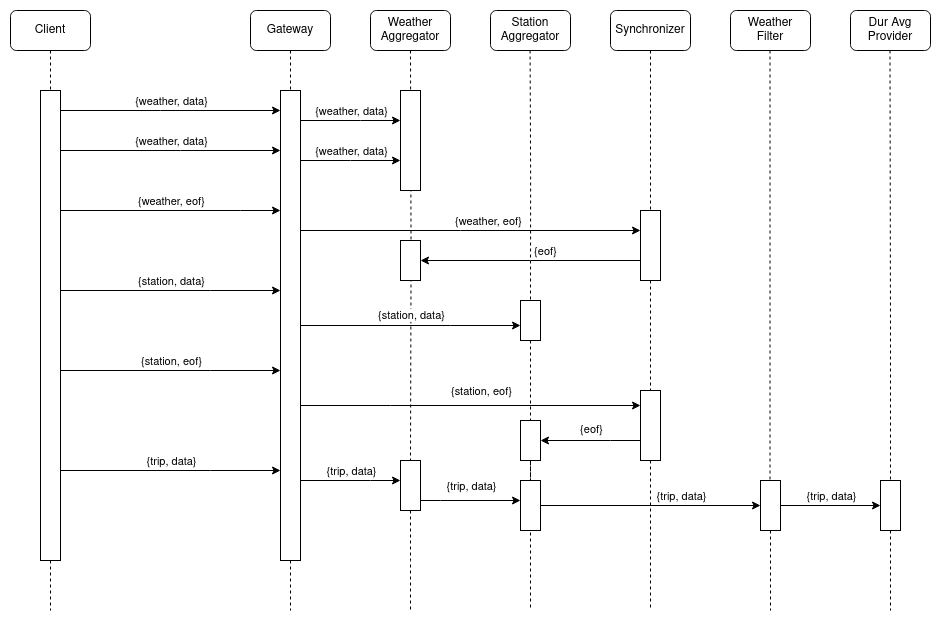 Client
Gateway
Weather
Aggregator
Station
Aggregator
Synchronizer
Weather
Filter
Dur Avg
Provider
{weather, data}
{weather, data}
{weather, data}
{weather, data}
{weather, eof}
{weather, eof}
{eof}
{station, data}
{station, data}
{station, eof}
{station, eof}
{eof}
{trip, data}
{trip, data}
{trip, data}
{trip, data}
{trip, data}